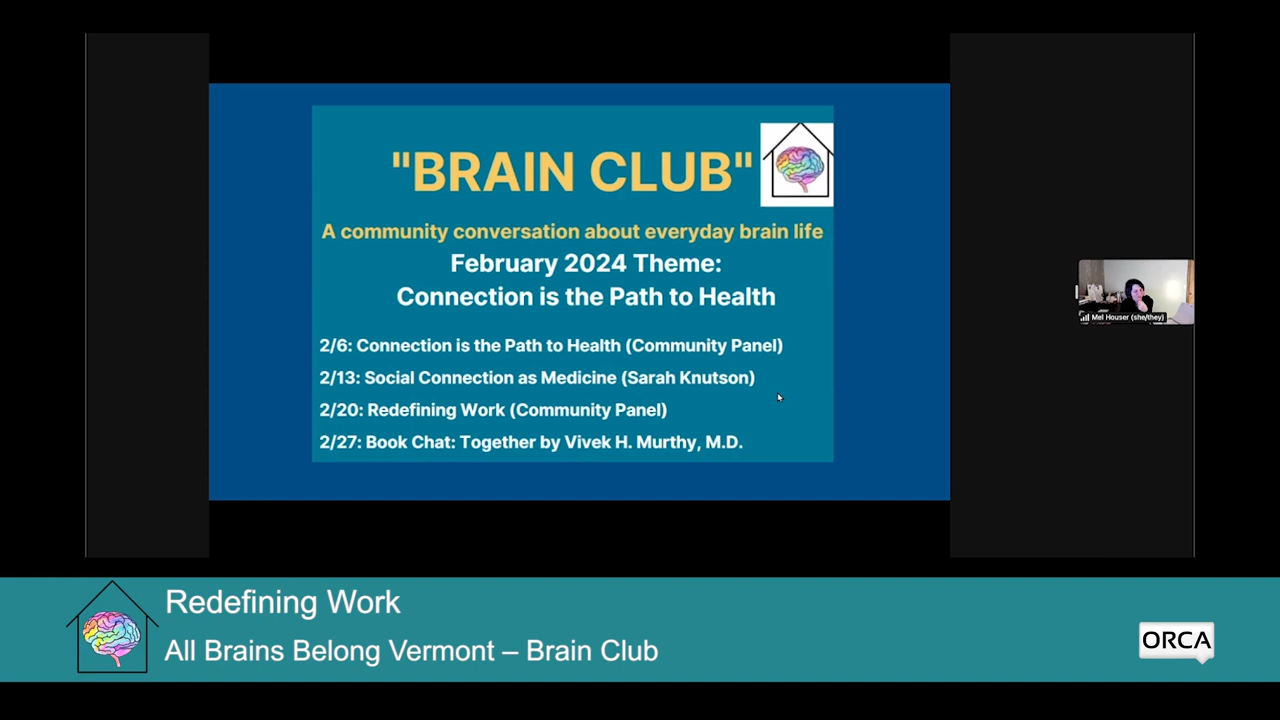 "BRAIN CLUB"
A community conversation about everyday brain life
February 2024 Theme:
Connection is the Path to Health
2/6: Connection is the Path to Health (Community Panel)
2/13: Social Connection as Medicine (Sarah Knutson)
2/20: Redefining Work (Community Panel)
2/27: Book Chat: Together by Vivek H. Murthy, M.D.
Mel Houser (she/they)
Redefining Work
All Brains Belong Vermont – Brain Club
ORCA